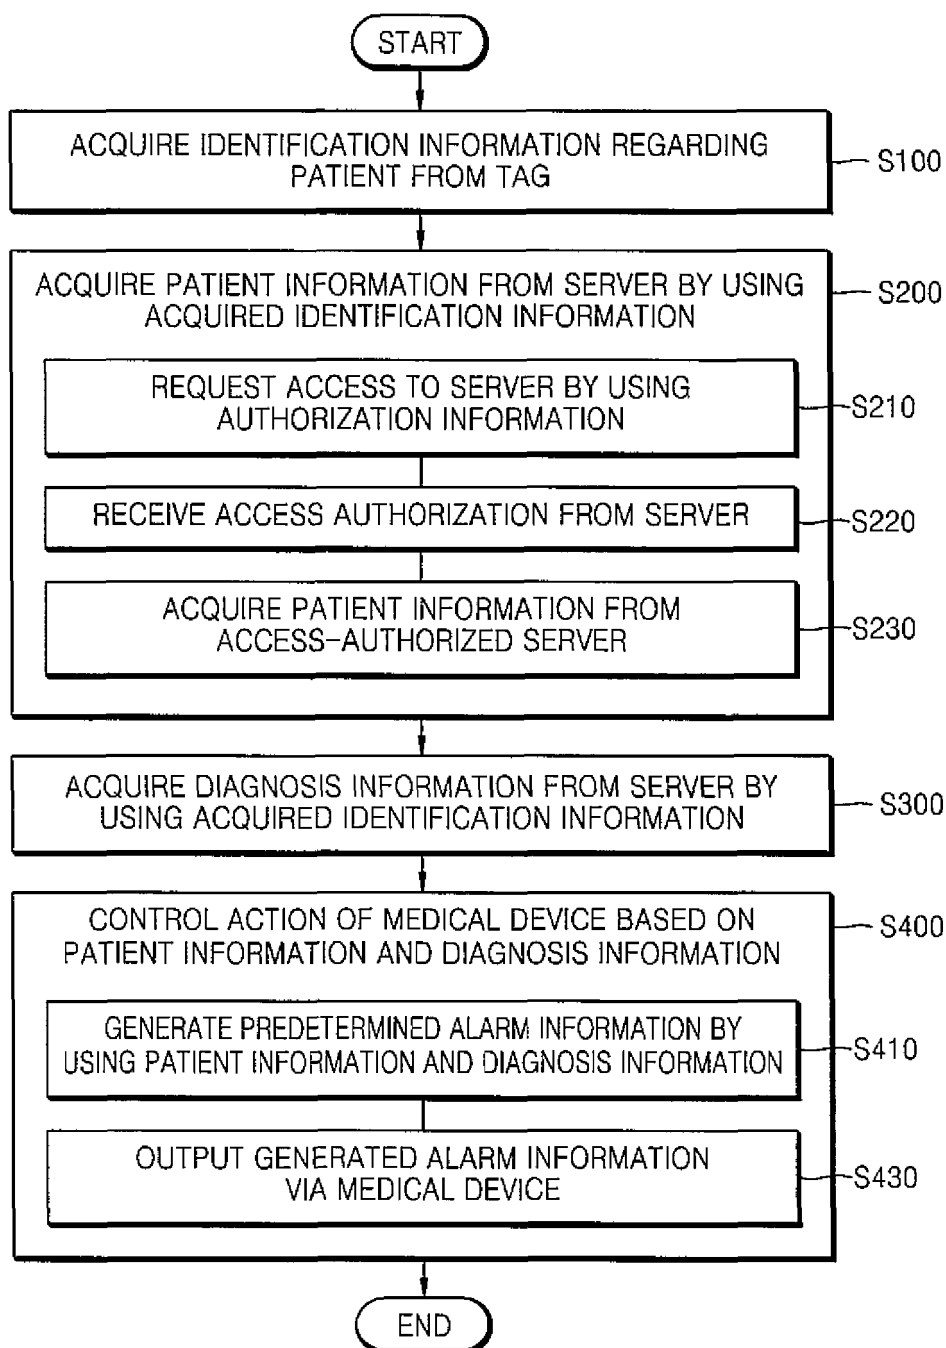 START
ACQUIRE IDENTIFICATION INFORMATION REGARDING
PATIENT FROM TAG
S100
ACQUIRE PATIENT INFORMATION FROM SERVER BY USING
ACQUIRED IDENTIFICATION INFORMATION
S200
REQUEST ACCESS TO SERVER BY USING
AUTHORIZATION INFORMATION
S210
RECEIVE ACCESS AUTHORIZATION FROM SERVER
S220
ACQUIRE PATIENT INFORMATION FROM
ACCESS-AUTHORIZED SERVER
S230
ACQUIRE DIAGNOSIS INFORMATION FROM SERVER BY
USING ACQUIRED IDENTIFICATION INFORMATION
S300
CONTROL ACTION OF MEDICAL DEVICE BASED ON
PATIENT INFORMATION AND DIAGNOSIS INFORMATION
S400
GENERATE PREDETERMINED ALARM INFORMATION BY
USING PATIENT INFORMATION AND DIAGNOSIS INFORMATION
S410
OUTPUT GENERATED ALARM INFORMATION
VIA MEDICAL DEVICE
S430
END